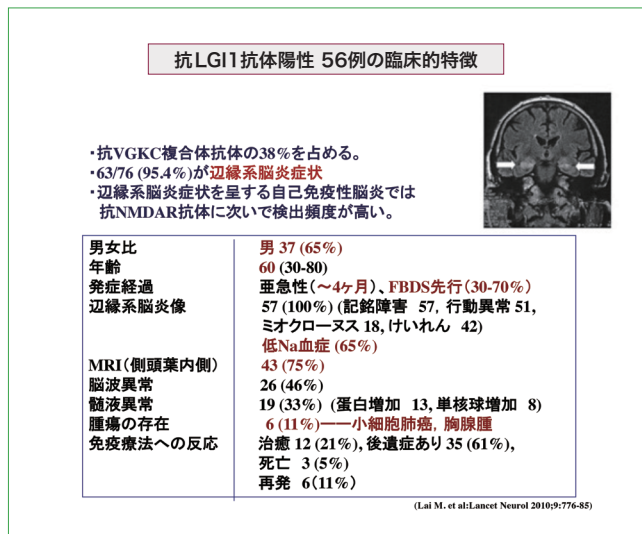 抗LGI1抗体陽性 56例の臨床的特徴
・抗VGKC複合体抗体の38%を占める。
・63/76 (95.4%)が辺縁系脳炎症状
・辺縁系脳炎症状を呈する自己免疫性脳炎では
抗NMDAR抗体に次いで検出頻度が高い。
男女比 男 37 (65%)
年齢 60 (30-80)
発症経過 亜急性(〜4ヶ月)、FBDS先行(30-70%)
辺縁系脳炎像 57 (100%) (記銘障害 57, 行動異常 51,
ミオクローヌス 18, けいれん 42)
低Na血症 (65%)
MRI(側頭葉内側) 43 (75%)
脳波異常 26 (46%)
髄液異常 19 (33%) (蛋白増加 13, 単核球増加 8)
腫瘍の存在 6 (11%)——小細胞肺癌, 胸腺腫
免疫療法への反応 治癒 12 (21%), 後遺症あり 35 (61%),
死亡 3 (5%)
再発 6(11%)
(Lai M. et al:Lancet Neurol 2010;9:776-85)